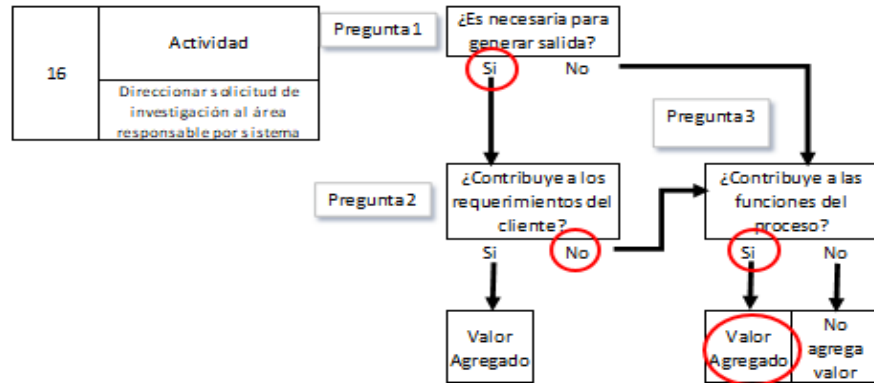 16
Actividad
Direccionar solicitud de
investigación al área
responsable por sistema
Pregunta 1
¿Es necesaria para
generar salida?
Si No
Pregunta 3
Pregunta 2
¿Contribuye a los
requerimientos del
cliente?
Si No
¿Contribuye a las
funciones del
proceso?
Si No
Valor
Agregado
Valor
Agregado
No
agrega
valor